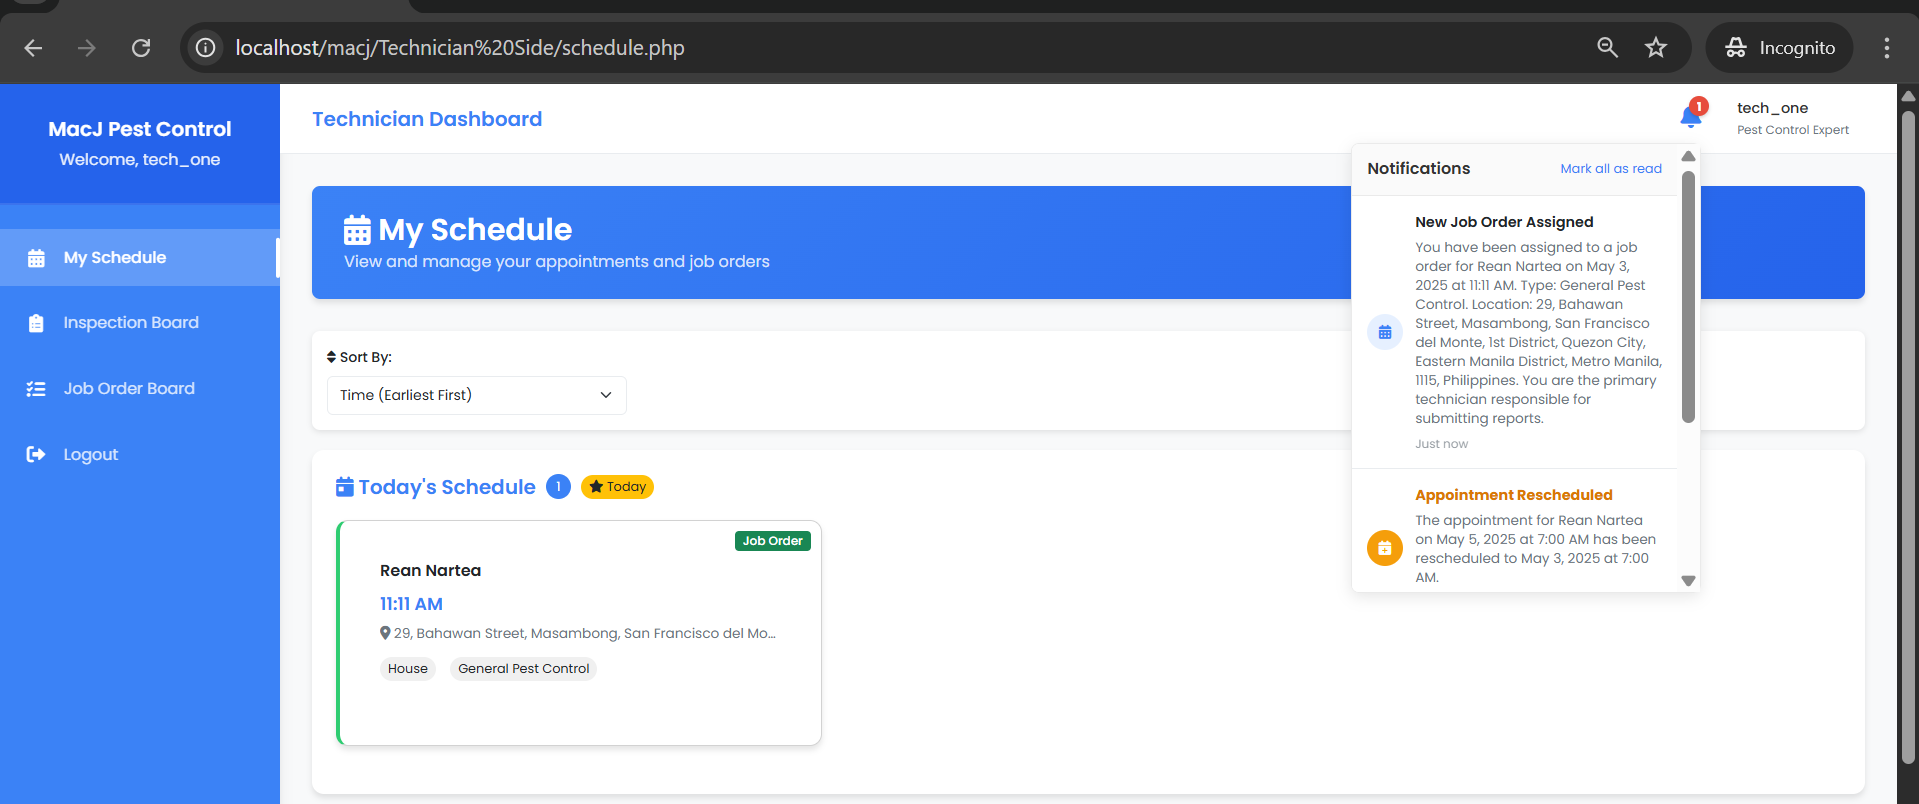 localhost/macj/Technician%20Side/schedule.php
Incognito
MacJ Pest Control
Welcome, tech_one
My Schedule
Inspection Board
Job Order Board
Logout
Technician Dashboard
1
tech_one
Pest Control Expert
My Schedule
View and manage your appointments and job orders
Sort By:
Time (Earliest First)
Today's Schedule 1 Today
Job Order
Rean Nartea
11:11 AM
29, Bahawan Street, Masambong, San Francisco del Mo...
House General Pest Control
Notifications Mark all as read
New Job Order Assigned
You have been assigned to a job
order for Rean Nartea on May 3,
2025 at 11:11 AM. Type: General Pest
Control. Location: 29, Bahawan
Street, Masambong, San Francisco
del Monte, 1st District, Quezon City,
Eastern Manila District, Metro Manila,
1115, Philippines. You are the primary
technician responsible for
submitting reports.
Just now
Appointment Rescheduled
The appointment for Rean Nartea
on May 5, 2025 at 7:00 AM has been
rescheduled to May 3, 2025 at 7:00
AM.